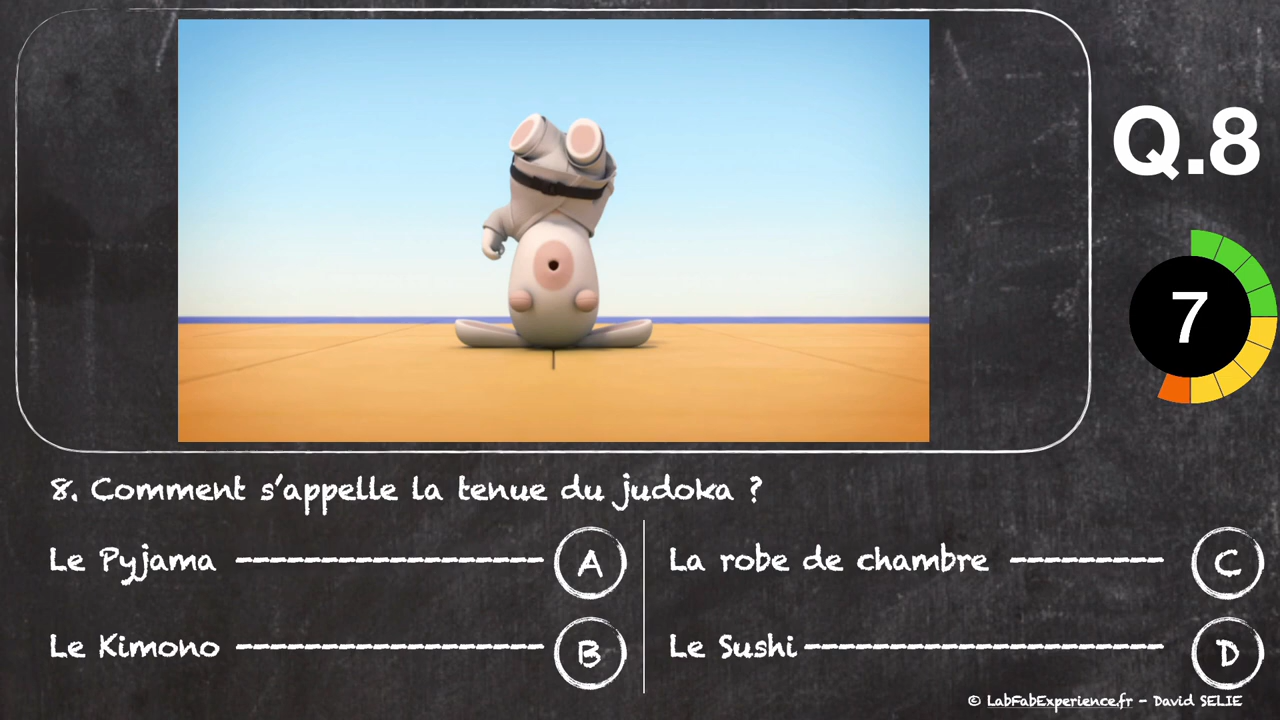 Q.8
7
8. Comment s'appelle la tenue du judoka ?
Le Pyjama ------------------ A
La robe de chambre --------- C
Le Kimono ------------------ B
Le Sushi --------------------- D
© LabFabExperience.fr - David SELIE